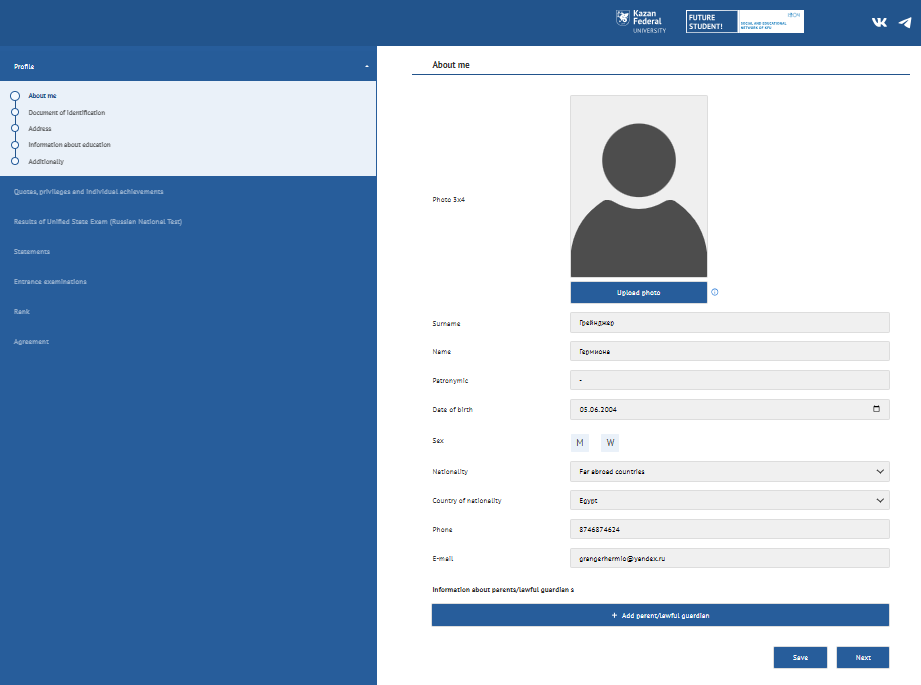 Kazan
Federal
UNIVERSITY
FUTURE
STUDENT!
SOCIAL AND EDUCATIONAL
NETWORK OF KFU
Profile
About me
Document of identification
Address
Information about education
Additionally
Quotas, privileges and individual achievements
Results of Unified State Exam (Russian National Test)
Statements
Entrance examinations
Rank
Agreement
About me
Photo 3x4
Upload photo
Surname
Грейнджер
Name
Гермиона
Patronymic
-
Date of birth
05.06.2004
Sex
M W
Nationality
Far abroad countries
Country of nationality
Egypt
Phone
8746874624
E-mail
grangerhermio@yandex.ru
Information about parents/lawful guardian s
+ Add parent/lawful guardian
Save
Next